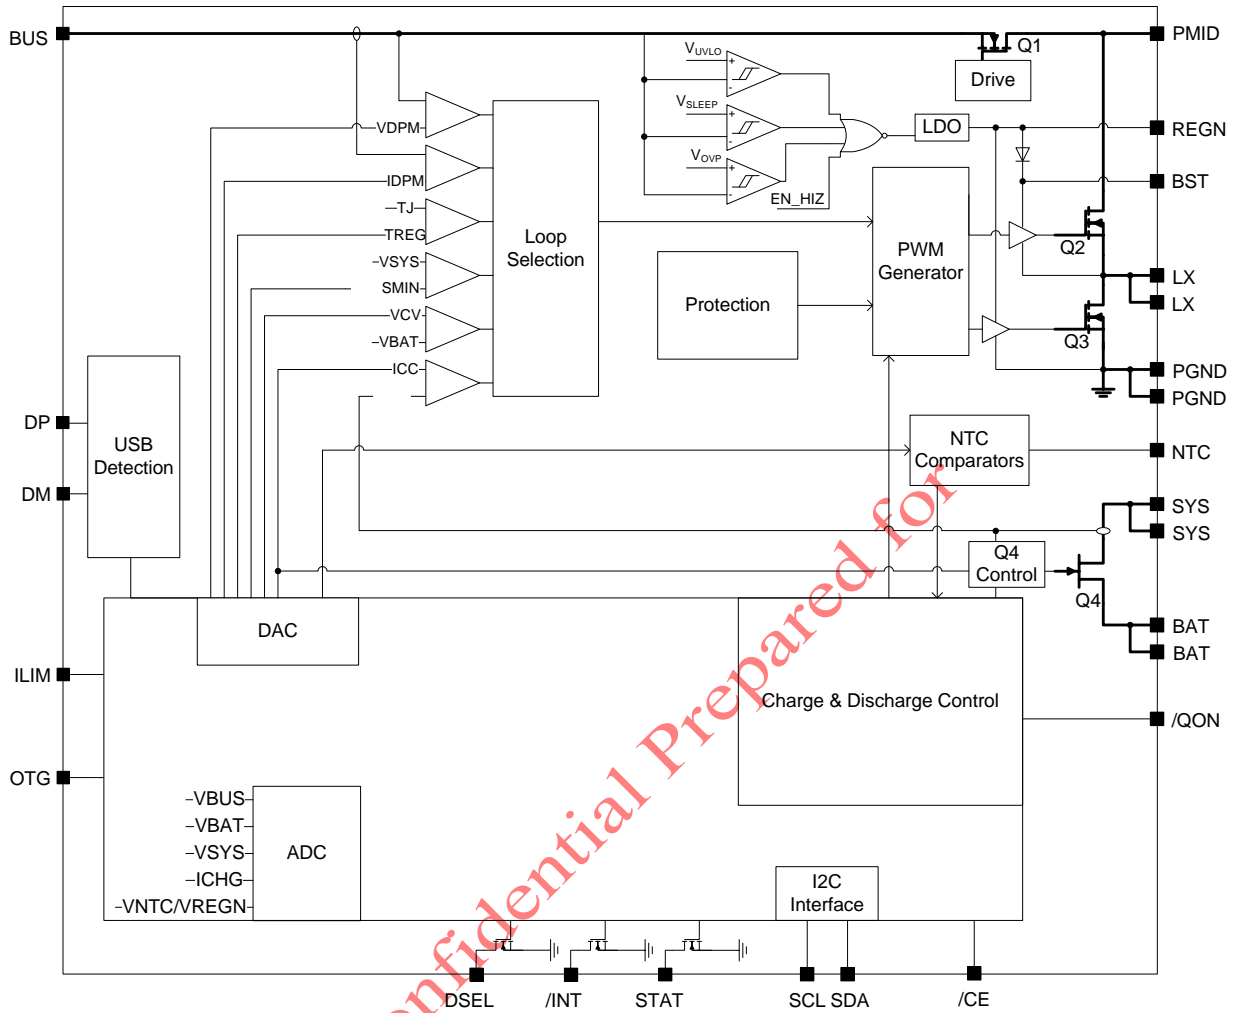 BUS
PMID
Q1
Drive
VUVLO
+
-
VSLEEP
+
-
VOVP
+
-
EN_HIZ
LDO
REGN
BST
VDPM
IDPM
TJ
TREG
VSYS
SMIN
VCV
VBAT
ICC
Loop
Selection
Protection
PWM
Generator
Q2
LX
LX
Q3
PGND
PGND
DP
DM
USB
Detection
NTC
Comparators
NTC
SYS
SYS
Q4
Control
Q4
BAT
BAT
DAC
ILIM
OTG
Charge & Discharge Control
/QON
VBUS
VBAT
VSYS
ICHG
VNTC/VREGN
ADC
I2C
Interface
DSEL
/INT
STAT
SCL SDA
/CE
Confidential Prepared for